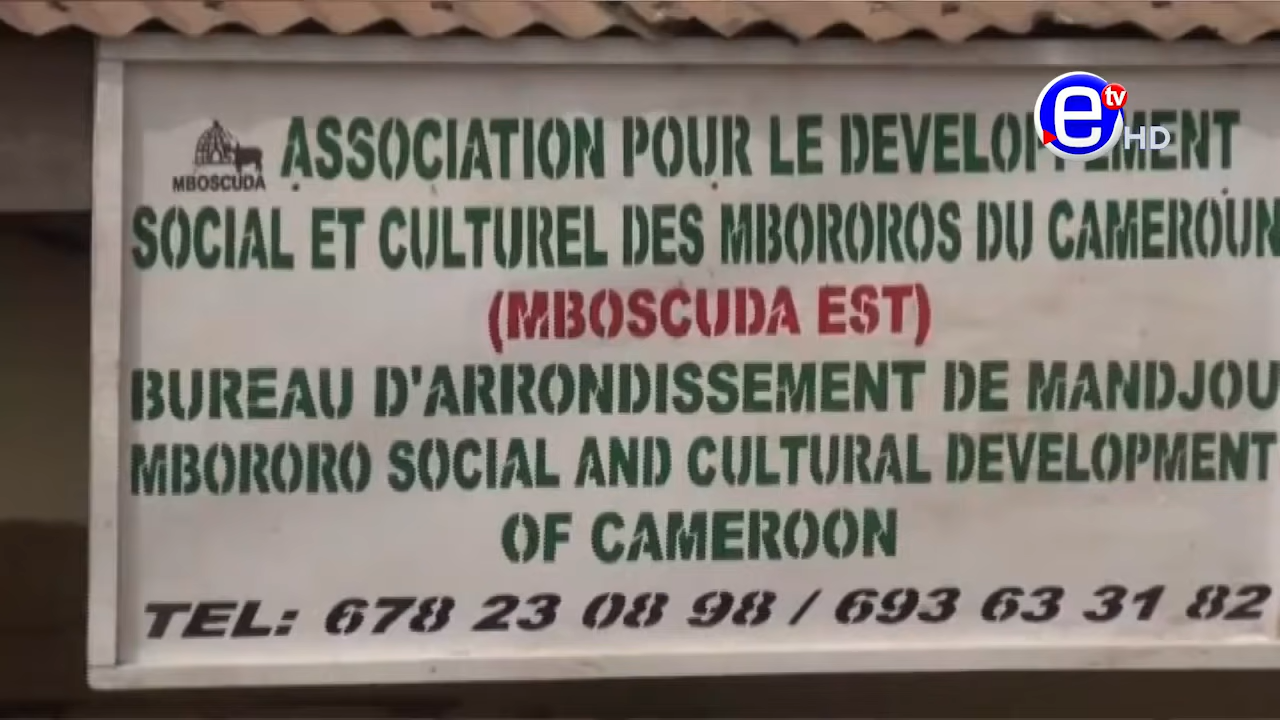 e tv HD
MBOSCUDA
ASSOCIATION POUR LE DEVELOPPEMENT
SOCIAL ET CULTUREL DES MBOROROS DU CAMEROUN
(MBOSCUDA EST)
BUREAU D'ARRONDISSEMENT DE MANDJOU
MBORORO SOCIAL AND CULTURAL DEVELOPMENT
OF CAMEROON
TEL: 678 23 08 98 / 693 63 31 82